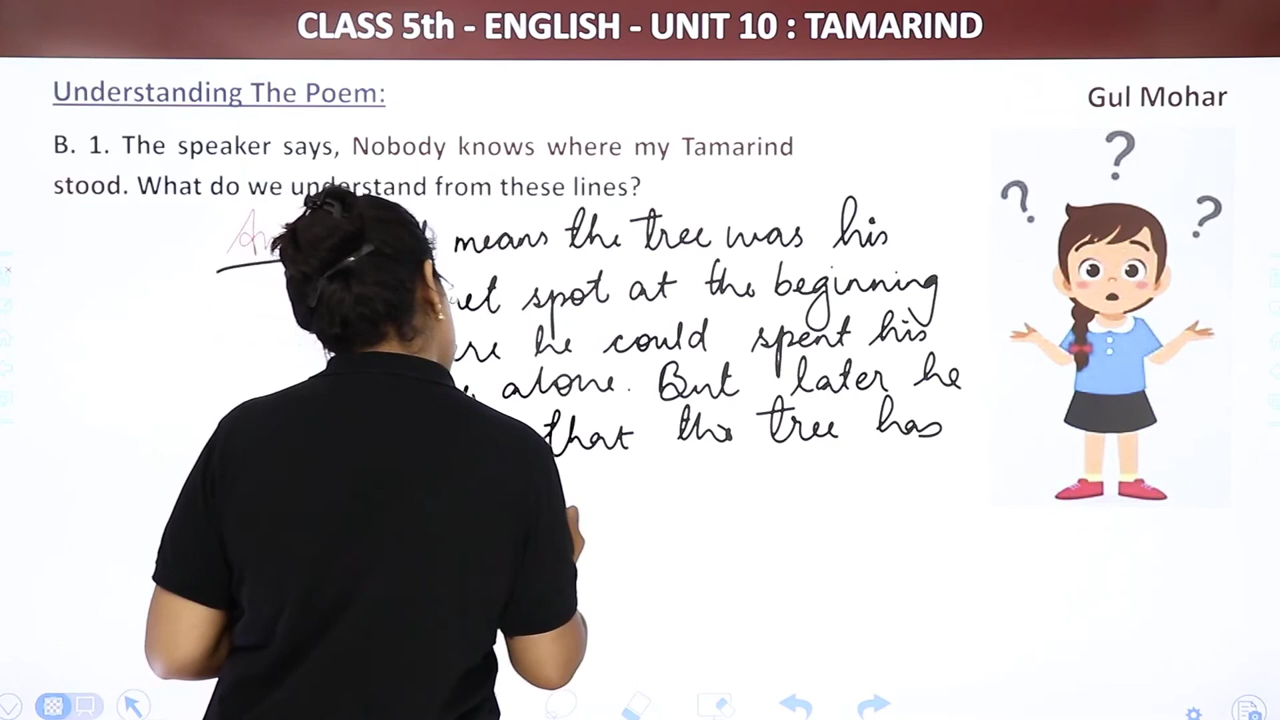 CLASS 5th - ENGLISH - UNIT 10 : TAMARIND
Understanding The Poem:
Gul Mohar
B. 1. The speaker says, Nobody knows where my Tamarind
stood. What do we understand from these lines?
means the tree was his
spot at the beginning
he could spent his
alone. But later he
that the tree has
? ? ?